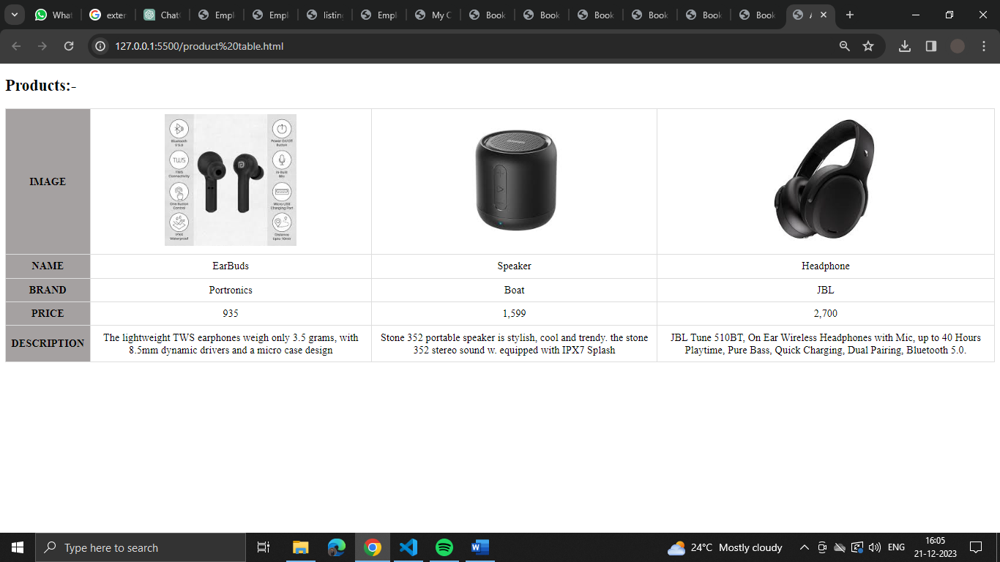 What
exter
Chat
Empl
Empl
listing
Empl
My C
Book
Book
Book
Book
Book
Book
127.0.0.1:5500/product%20table.html
Products:-
IMAGE
Bluetooth
V 5.0
Power On/Off
Button
TWS
TWS
Connectivity
In-Built
Mic
One Button
Control
Micro USB
Charging Port
IPX4
Waterproof
Distance
Upto 10mtr
NAME EarBuds Speaker Headphone
BRAND Portronics Boat JBL
PRICE 935 1,599 2,700
DESCRIPTION
The lightweight TWS earphones weigh only 3.5 grams, with
8.5mm dynamic drivers and a micro case design
Stone 352 portable speaker is stylish, cool and trendy. the stone
352 stereo sound w. equipped with IPX7 Splash
JBL Tune 510BT, On Ear Wireless Headphones with Mic, up to 40 Hours
Playtime, Pure Bass, Quick Charging, Dual Pairing, Bluetooth 5.0.
Type here to search
24°C Mostly cloudy
ENG
16:05
21-12-2023